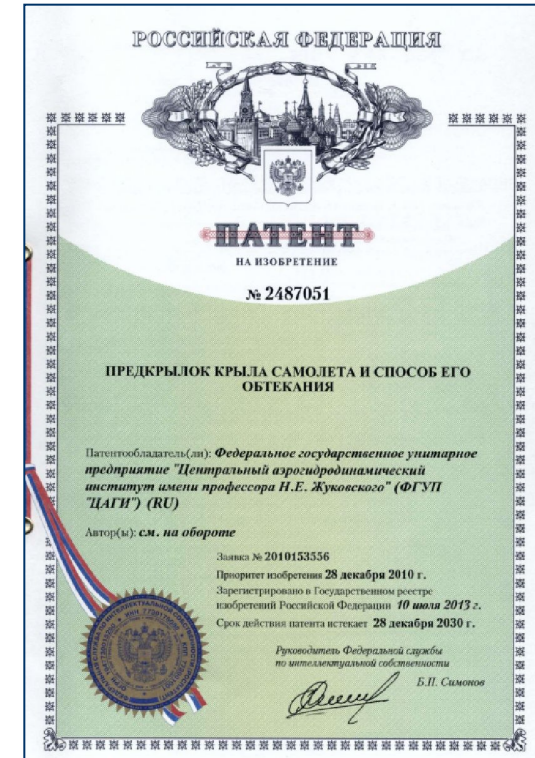 РОССИЙСКАЯ ФЕДЕРАЦИЯ
ПАТЕНТ
НА ИЗОБРЕТЕНИЕ
№ 2487051
ПРЕДКРЫЛОК КРЫЛА САМОЛЕТА И СПОСОБ ЕГО
ОБТЕКАНИЯ
Патентообладатель(ли): Федеральное государственное унитарное
предприятие "Центральный аэрогидродинамический
институт имени профессора Н.Е. Жуковского" (ФГУП
"ЦАГИ") (RU)
Автор(ы): см. на обороте
Заявка № 2010153556
Приоритет изобретения 28 декабря 2010 г.
Зарегистрировано в Государственном реестре
изобретений Российской Федерации 10 июля 2013 г.
Срок действия патента истекает 28 декабря 2030 г.
Руководитель Федеральной службы
по интеллектуальной собственности
Б.П. Симонов